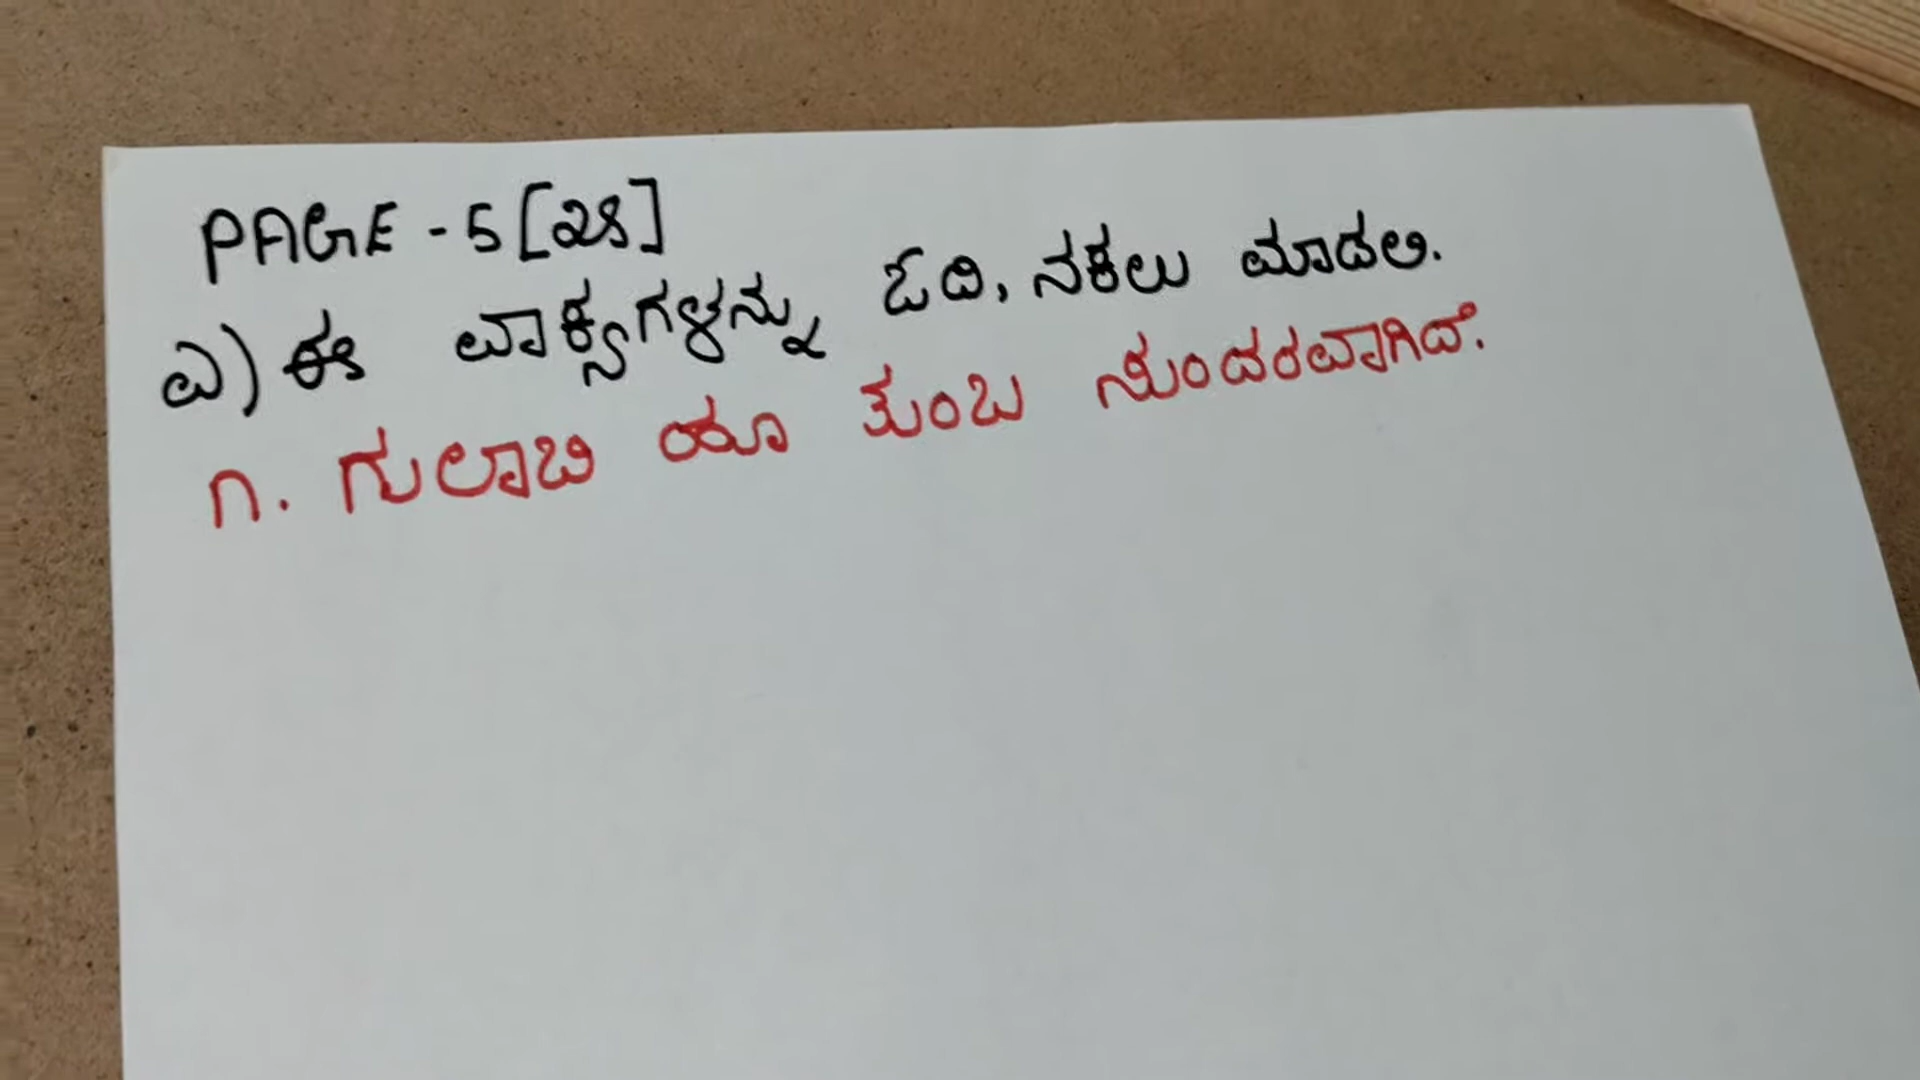 PAGE - 5 [28]
ಎ) ಈ ವಾಕ್ಯಗಳನ್ನು ಓದಿ, ನಕಲು ಮಾಡಲಿ.
೧. ಗುಲಾಬಿ ಹೂ ತುಂಬ ಸುಂದರವಾಗಿದೆ.